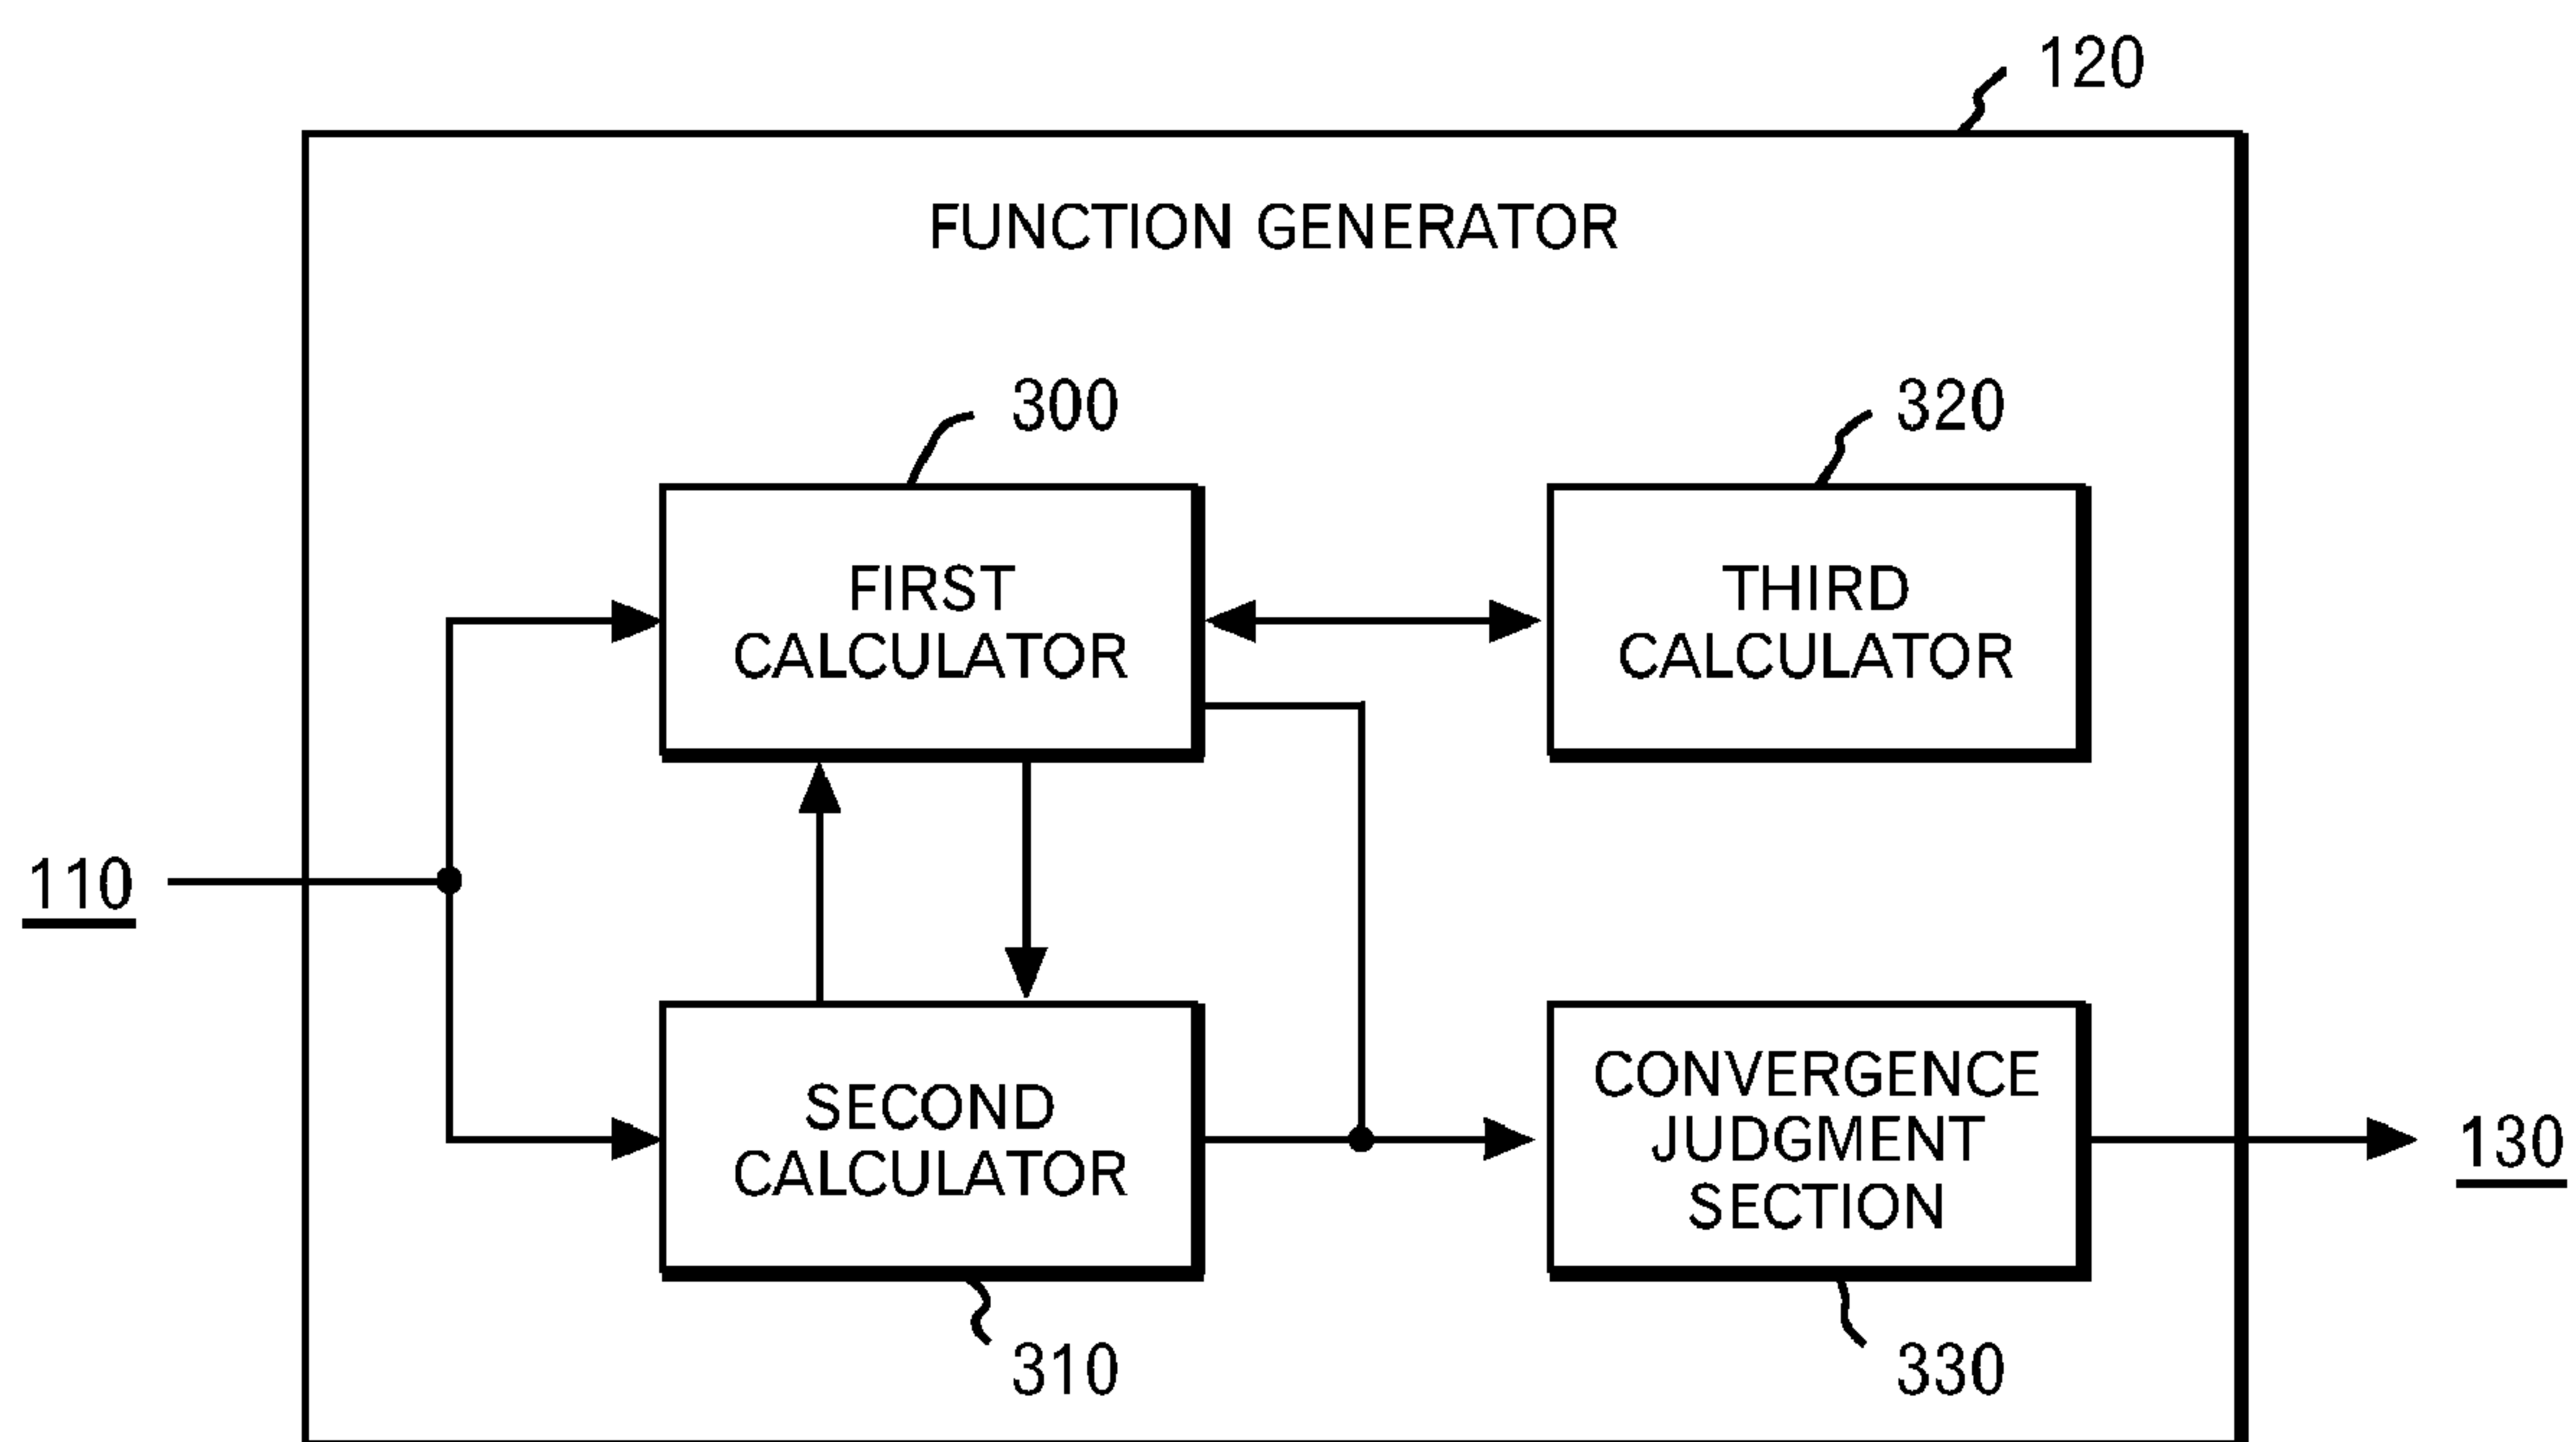 120
FUNCTION GENERATOR
300
320
FIRST
CALCULATOR
THIRD
CALCULATOR
110
SECOND
CALCULATOR
CONVERGENCE
JUDGMENT
SECTION
130
310
330